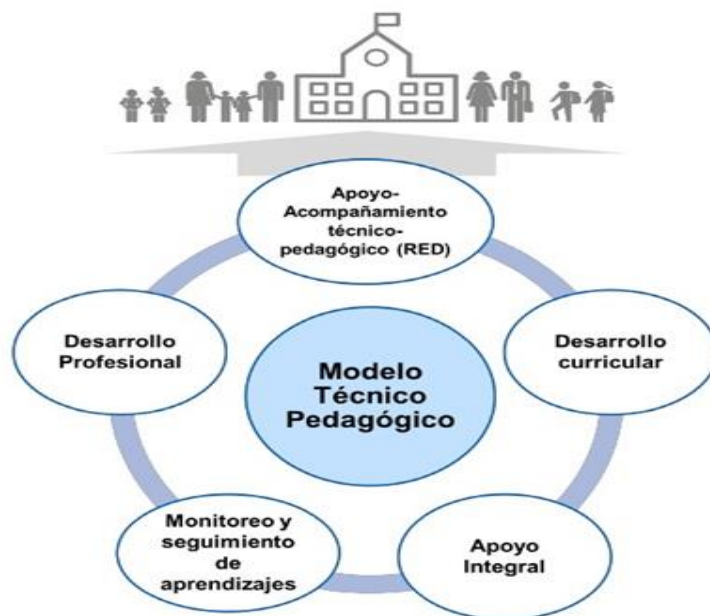 Apoyo-
Acompañamiento
técnico-
pedagógico (RED)
Desarrollo
Profesional
Desarrollo
curricular
Modelo
Técnico
Pedagógico
Monitoreo y
seguimiento
de
aprendizajes
Apoyo
Integral